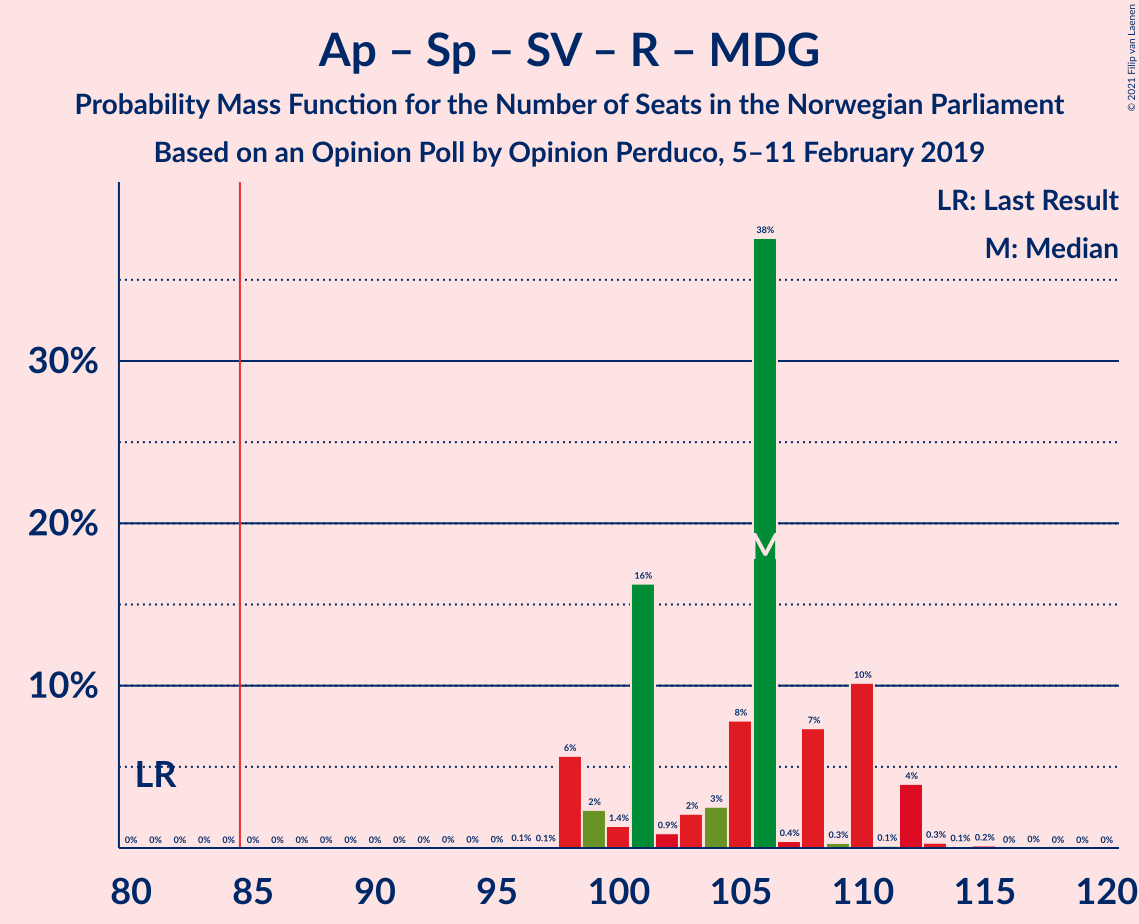 Ap – Sp – SV – R – MDG
Probability Mass Function for the Number of Seats in the Norwegian Parliament
Based on an Opinion Poll by Opinion Perduco, 5–11 February 2019
© 2021 Filip van Laenen
LR: Last Result
M: Median
38%
30%
M
20%
16%
10%
10%
8%
7%
LR
6%
4%
2%
3%
0% 0% 0% 0% 0% 0% 0% 0% 0% 0% 0% 0% 0% 0% 0% 0% 0.1% 0.1% 1.4% 0.9% 2% 0.4% 0.3% 0.1% 0.3% 0.1% 0.2% 0% 0% 0% 0% 0%
80 85 90 95 100 105 110 115 120